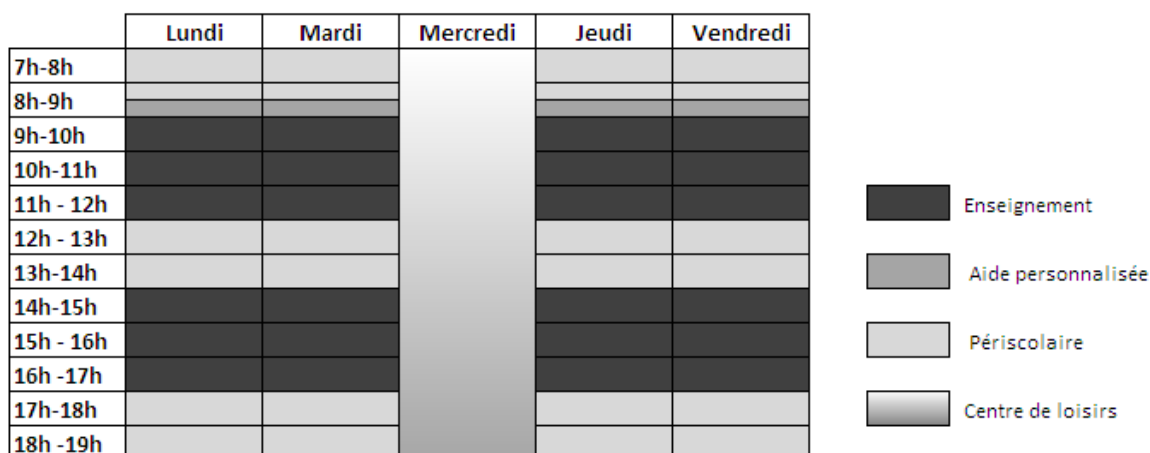 Lundi Mardi Mercredi Jeudi Vendredi
7h-8h
8h-9h
9h-10h
10h-11h
11h - 12h
12h - 13h
13h-14h
14h-15h
15h - 16h
16h -17h
17h-18h
18h -19h
Enseignement
Aide personnalisée
Périscolaire
Centre de loisirs